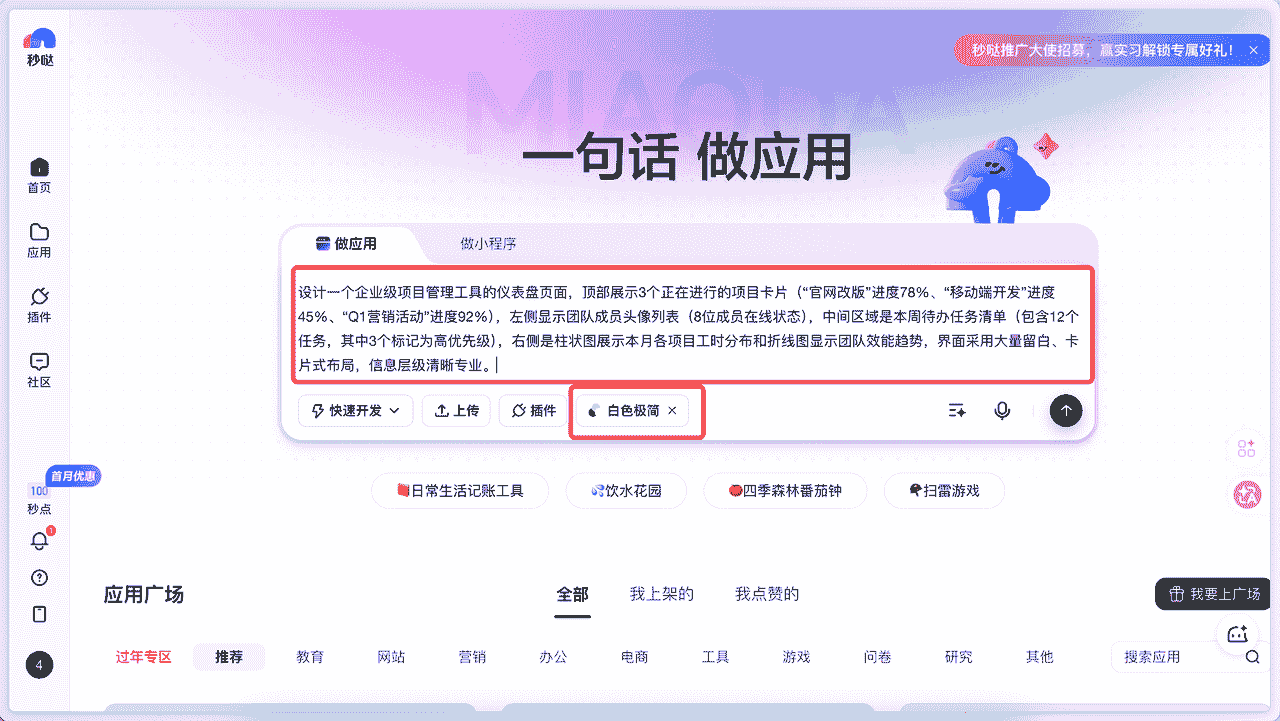 秒哒
秒哒推广大使招募，赢实习解锁专属好礼！
一句话 做应用
首页
应用
插件
社区
做应用
做小程序
设计一个企业级项目管理工具的仪表盘页面，顶部展示3个正在进行的项目卡片（“官网改版”进度78%、“移动端开发”进度
45%、“Q1营销活动”进度92%），左侧显示团队成员头像列表（8位成员在线状态），中间区域是本周待办任务清单（包含12个
任务，其中3个标记为高优先级），右侧是柱状图展示本月各项目工时分布和折线图显示团队效能趋势，界面采用大量留白、卡
片式布局，信息层级清晰专业。
快速开发
上传
插件
白色极简
日常生活记账工具
饮水花园
四季森林番茄钟
扫雷游戏
首月优惠
100
秒点
1
4
应用广场
全部
我上架的
我点赞的
我要上广场
过年专区
推荐
教育
网站
营销
办公
电商
工具
游戏
问卷
研究
其他
搜索应用